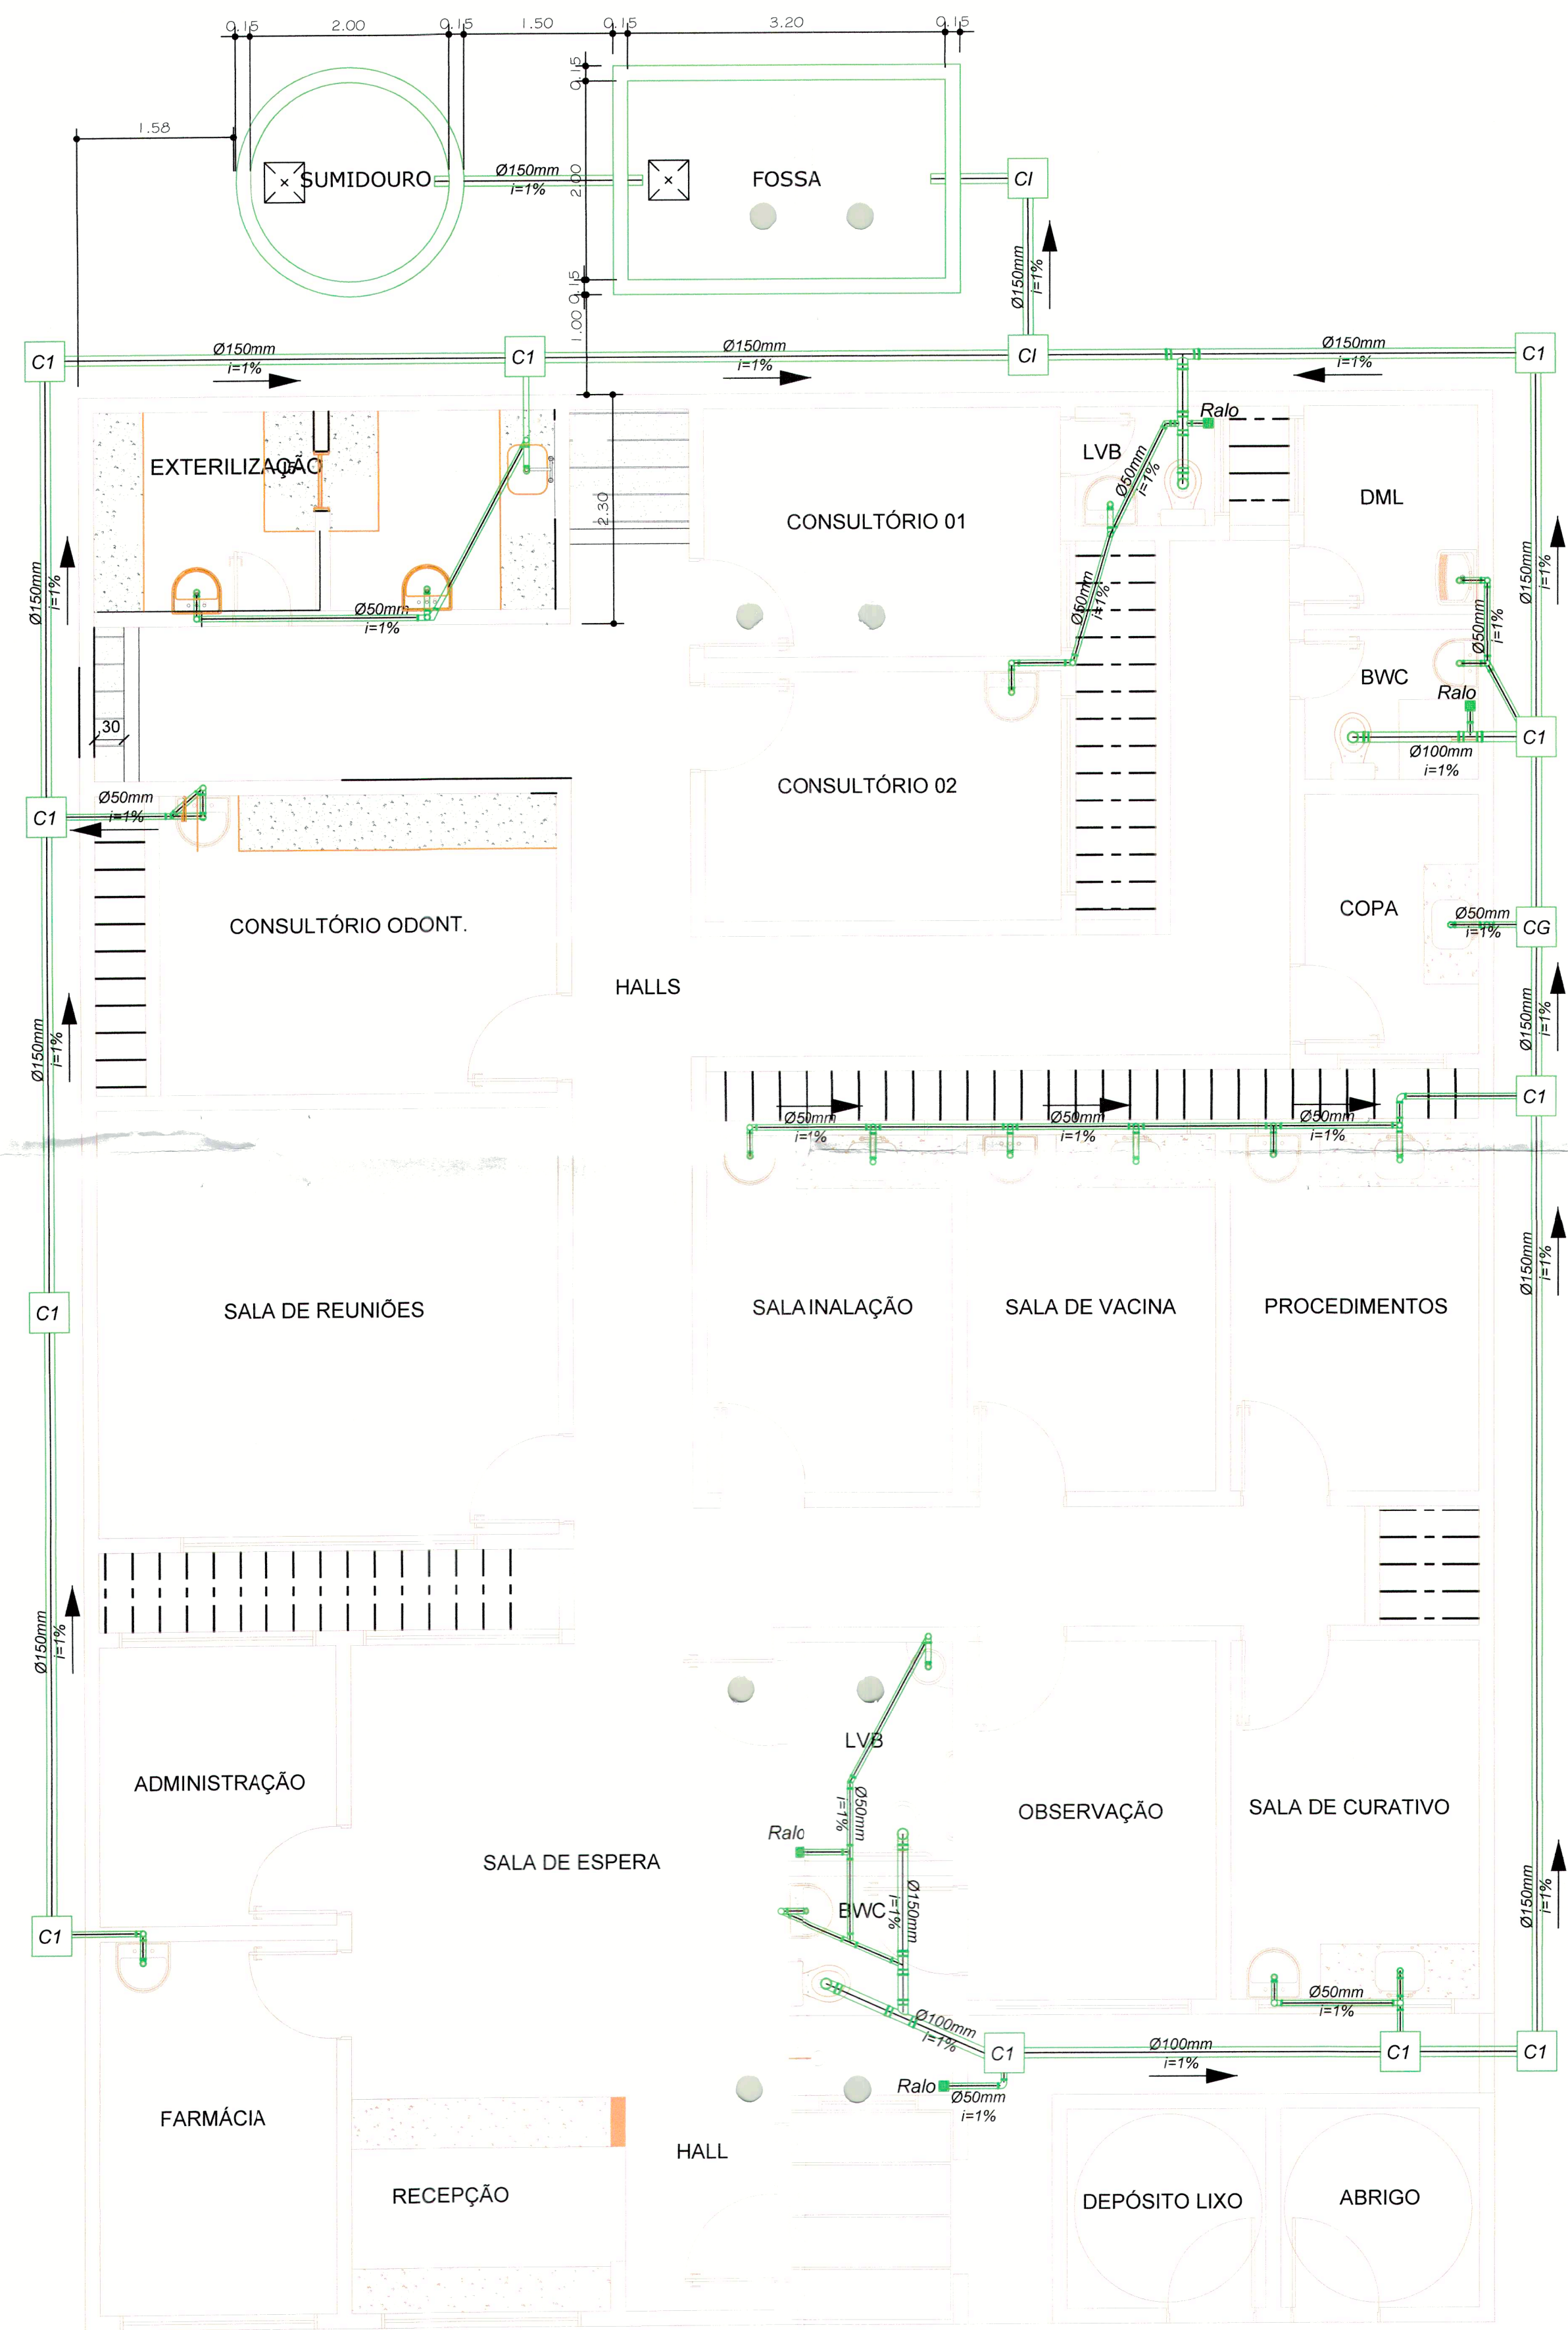 0.15
2.00
0.15
1.50
0.15
3.20
0.15
0.15
1.58
SUMIDOURO
Ø150mm
i=1%
2.00
FOSSA
CI
Ø150mm
i=1%
0.15
1.00
C1
Ø150mm
i=1%
C1
Ø150mm
i=1%
CI
Ø150mm
i=1%
C1
Ralo
EXTERILIZAÇÃO
LVB
Ø50mm
i=1%
DML
CONSULTÓRIO 01
2.30
Ø150mm
i=1%
Ø50mm
i=1%
Ø50mm
i=1%
Ø50mm
i=1%
Ø150mm
i=1%
BWC
Ralo
30
C1
Ø100mm
i=1%
CONSULTÓRIO 02
C1
Ø50mm
i=1%
COPA
Ø50mm
i=1%
CG
CONSULTÓRIO ODONT.
HALLS
Ø150mm
i=1%
Ø150mm
i=1%
C1
Ø50mm
i=1%
Ø50mm
i=1%
Ø50mm
i=1%
C1
SALA DE REUNIÕES
SALA INALAÇÃO
SALA DE VACINA
PROCEDIMENTOS
Ø150mm
i=1%
Ø150mm
i=1%
LVB
ADMINISTRAÇÃO
Ø50mm
i=1%
OBSERVAÇÃO
SALA DE CURATIVO
Ralo
SALA DE ESPERA
BWC
Ø150mm
i=1%
Ø150mm
i=1%
C1
Ø50mm
i=1%
Ø100mm
i=1%
C1
Ø100mm
i=1%
C1
C1
Ralo
Ø50mm
i=1%
FARMÁCIA
HALL
RECEPÇÃO
DEPÓSITO LIXO
ABRIGO